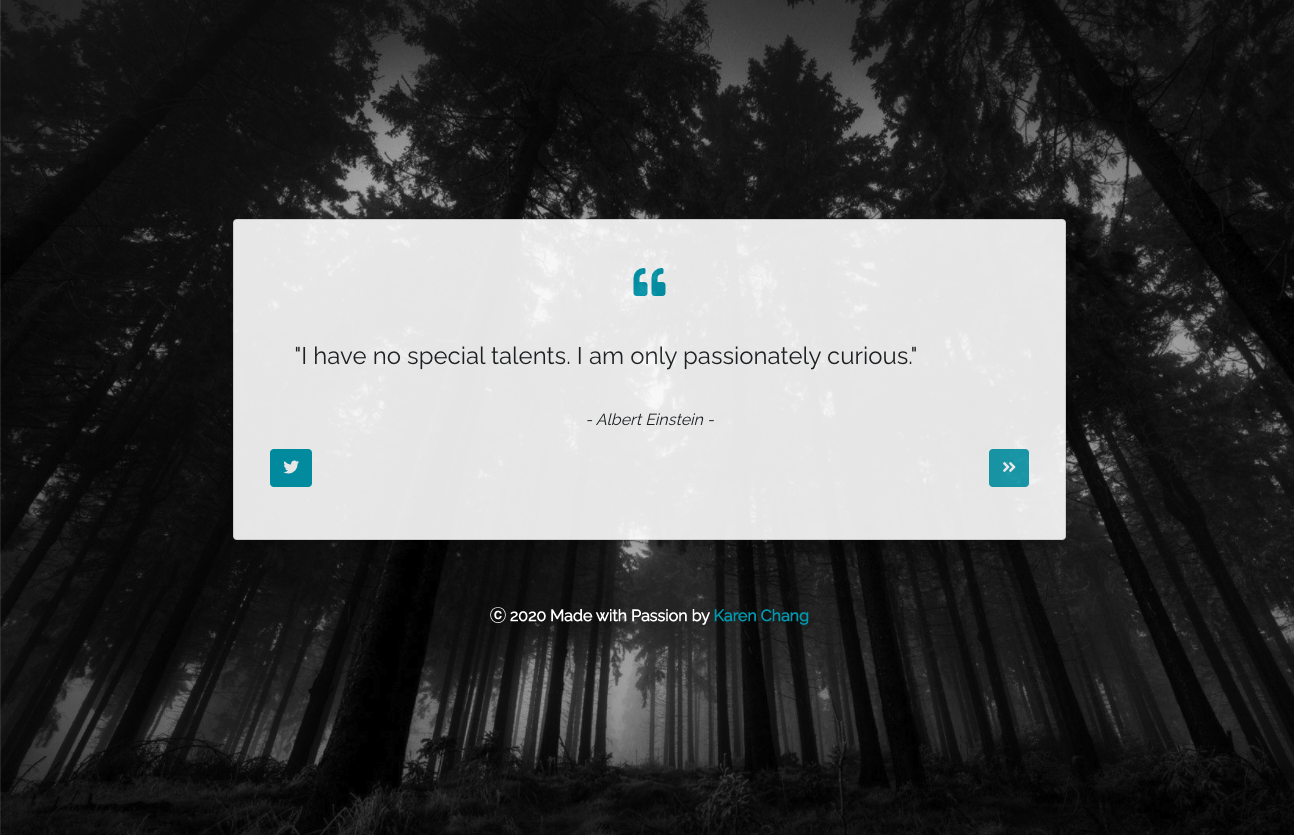 "I have no special talents. I am only passionately curious."
- Albert Einstein -
© 2020 Made with Passion by Karen Chang